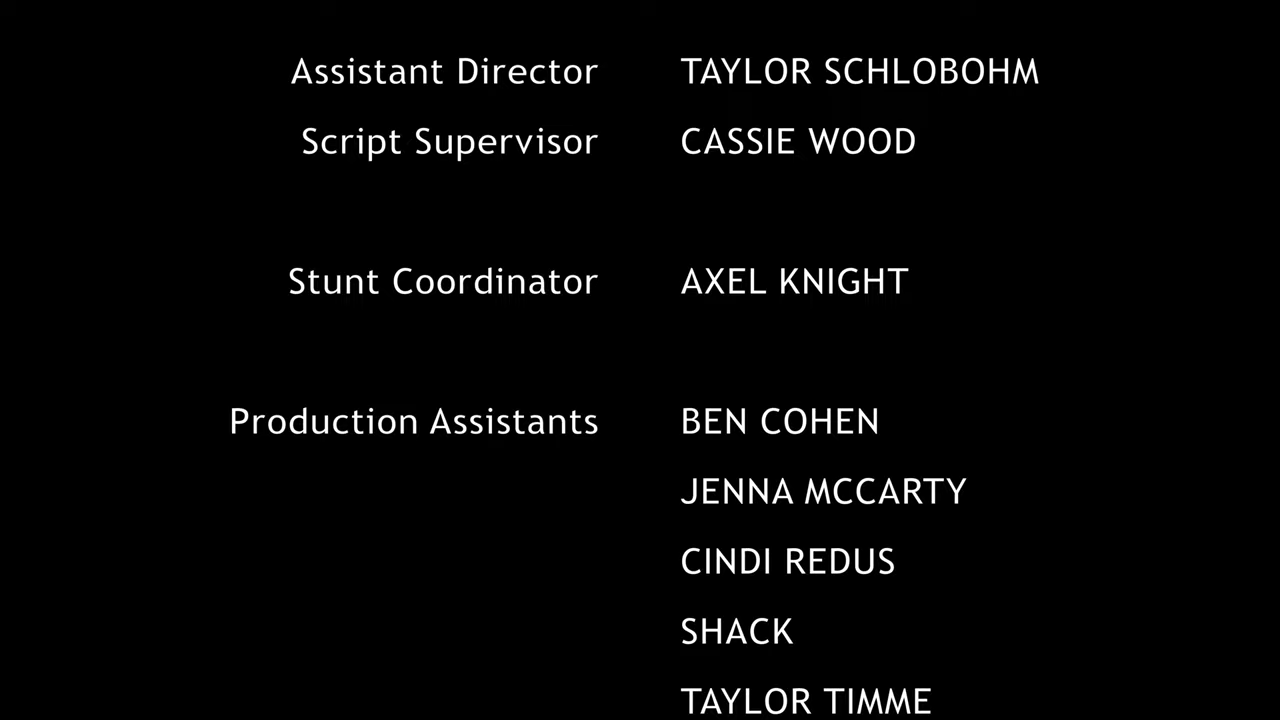 Assistant Director TAYLOR SCHLOBOHM
Script Supervisor CASSIE WOOD
Stunt Coordinator AXEL KNIGHT
Production Assistants BEN COHEN
JENNA MCCARTY
CINDI REDUS
SHACK
TAYLOR TIMME